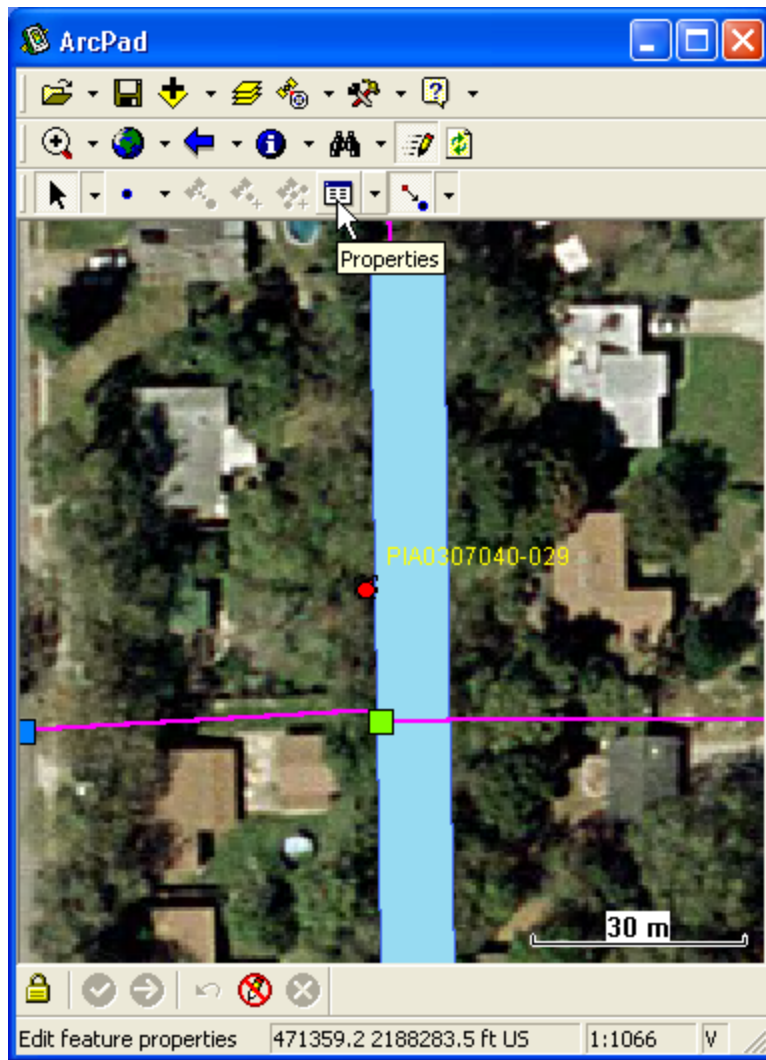 ArcPad
Properties
PIA0307040-029
30 m
Edit feature properties 471359.2 2188283.5 ft US 1:1066 V